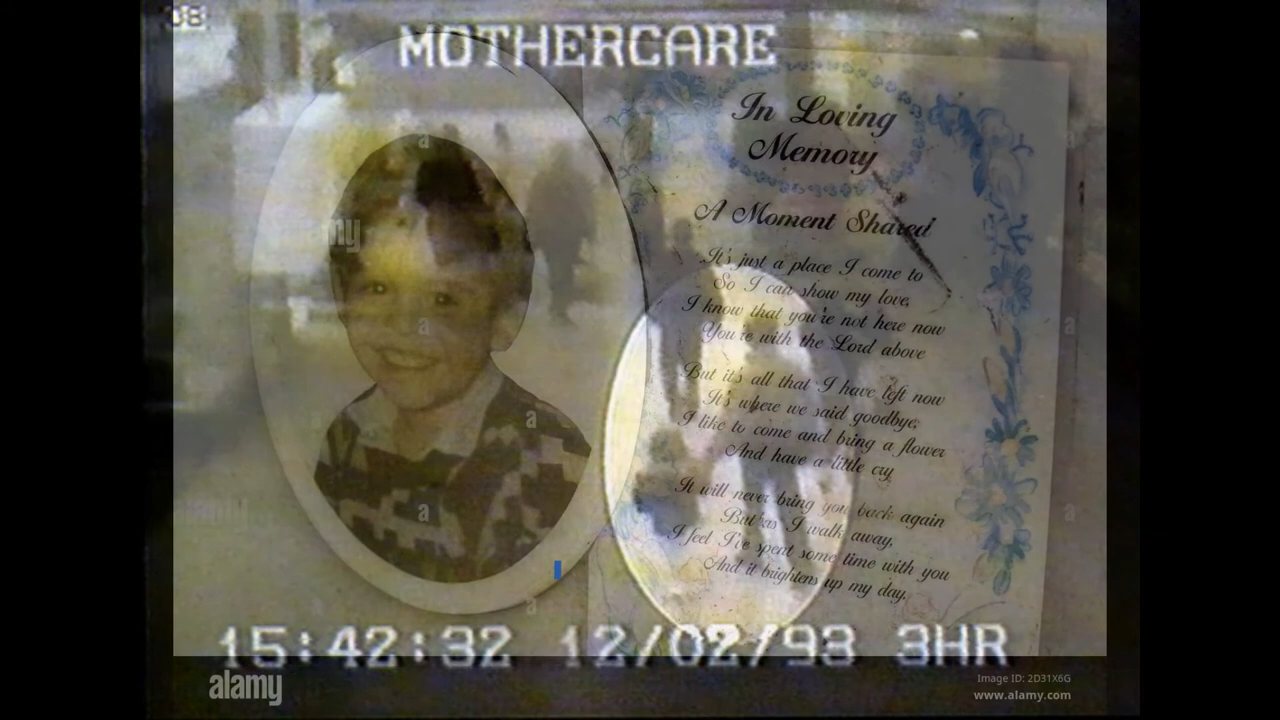 08
MOTHERCARE
In Loving
Memory
A Moment Shared
It's just a place I come to
So I can show my love,
I know that you're not here now
You're with the Lord above
But it's all that I have left now
It's where we said goodbye;
I like to come and bring a flower
And have a little cry,
It will never bring you back again
But as I walk away,
I feel I've spent some time with you
And it brightens up my day.
15:42:32 12/02/93 3HR
alamy
Image ID: 2D31X6G
www.alamy.com